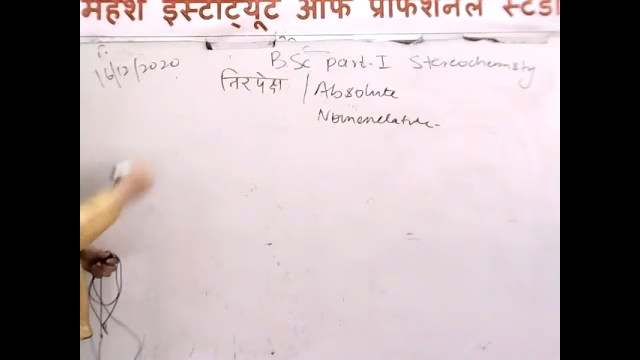 महेश इंस्टीट्यूट ऑफ प्रोफेशनल स्टडी
16/12/2020 BSc part-I Stereochemistry
निरपेक्ष / Absolute
Nomenclature-